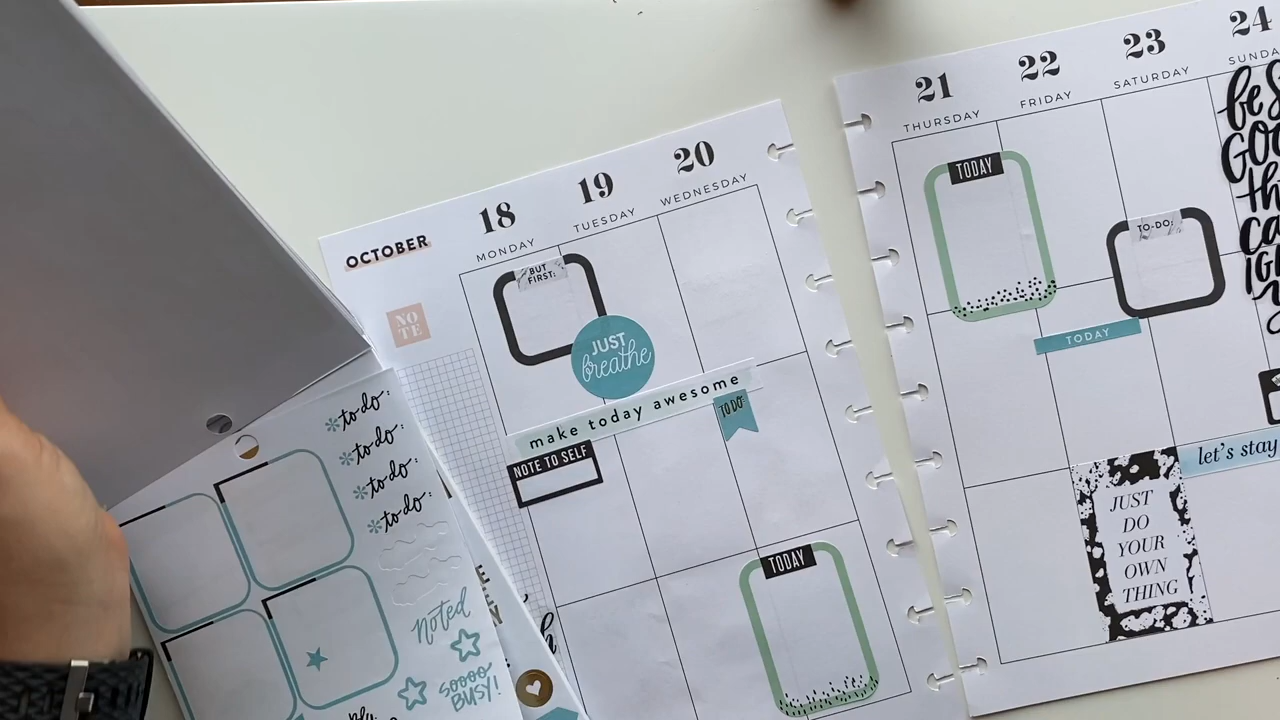 OCTOBER
18
MONDAY
19
TUESDAY
20
WEDNESDAY
21
THURSDAY
22
FRIDAY
23
SATURDAY
24
NO
TE
BUT
FIRST:
JUST
breathe
make today awesome
TO DO:
NOTE TO SELF
TODAY
TODAY
TO-DO:
TODAY
let's stay
JUST
DO
YOUR
OWN
THING
*to do:
*to do:
*to do:
*to do:
Noted
soooo
BUSY!